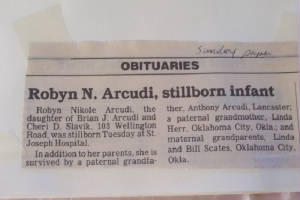 Sunday paper
OBITUARIES
Robyn N. Arcudi, stillborn infant
Robyn Nikole Arcudi, the
daughter of Brian J. Arcudi and
Cheri D. Slavik, 103 Wellington
Road, was stillborn Tuesday at St.
Joseph Hospital.
In addition to her parents, she is
survived by a paternal grandfa-
ther, Anthony Arcudi, Lancaster;
a paternal grandmother, Linda
Herr, Oklahoma City, Okla.; and
maternal grandparents, Linda
and Bill Scates, Oklahoma City,
Okla.